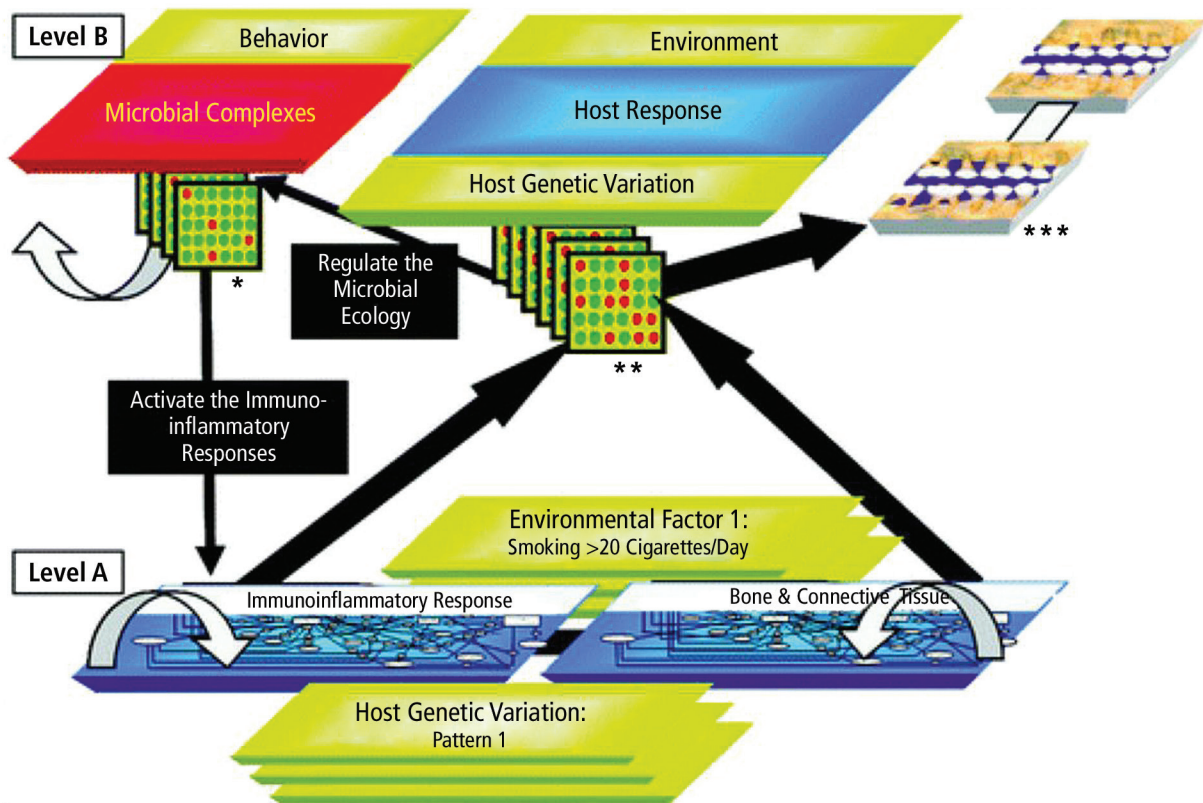 Level B
Behavior
Microbial Complexes
Environment
Host Response
Host Genetic Variation
*
Regulate the
Microbial
Ecology
**
***
Activate the Immuno-
inflammatory
Responses
Level A
Environmental Factor 1:
Smoking >20 Cigarettes/Day
Immunoinflammatory Response
Bone & Connective Tissue
Host Genetic Variation:
Pattern 1